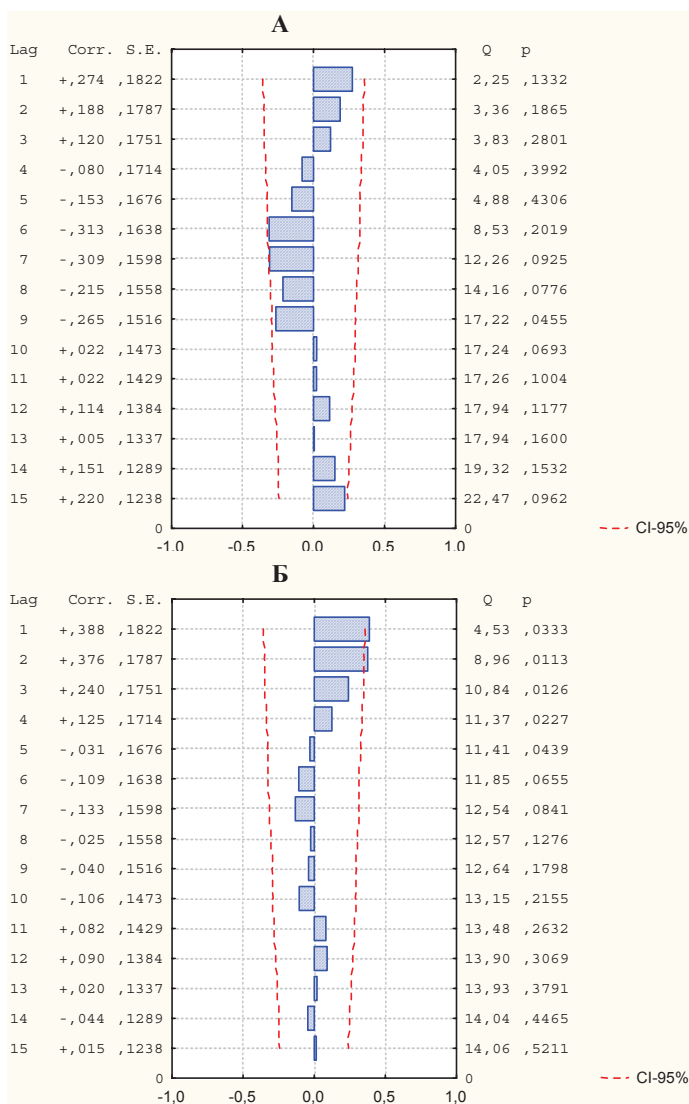 А
Lag Corr. S.E. Q p
1 +,274 ,1822 2,25 ,1332
2 +,188 ,1787 3,36 ,1865
3 +,120 ,1751 3,83 ,2801
4 -,080 ,1714 4,05 ,3992
5 -,153 ,1676 4,88 ,4306
6 -,313 ,1638 8,53 ,2019
7 -,309 ,1598 12,26 ,0925
8 -,215 ,1558 14,16 ,0776
9 -,265 ,1516 17,22 ,0455
10 +,022 ,1473 17,24 ,0693
11 +,022 ,1429 17,26 ,1004
12 +,114 ,1384 17,94 ,1177
13 +,005 ,1337 17,94 ,1600
14 +,151 ,1289 19,32 ,1532
15 +,220 ,1238 22,47 ,0962
0 0
CI-95%
-1.0 -0.5 0.0 0.5 1.0
Б
Lag Corr. S.E. Q p
1 +,388 ,1822 4,53 ,0333
2 +,376 ,1787 8,96 ,0113
3 +,240 ,1751 10,84 ,0126
4 +,125 ,1714 11,37 ,0227
5 -,031 ,1676 11,41 ,0439
6 -,109 ,1638 11,85 ,0655
7 -,133 ,1598 12,54 ,0841
8 -,025 ,1558 12,57 ,1276
9 -,040 ,1516 12,64 ,1798
10 -,106 ,1473 13,15 ,2155
11 +,082 ,1429 13,48 ,2632
12 +,090 ,1384 13,90 ,3069
13 +,020 ,1337 13,93 ,3791
14 -,044 ,1289 14,04 ,4465
15 +,015 ,1238 14,06 ,5211
0 0
CI-95%
-1,0 -0,5 0,0 0,5 1,0